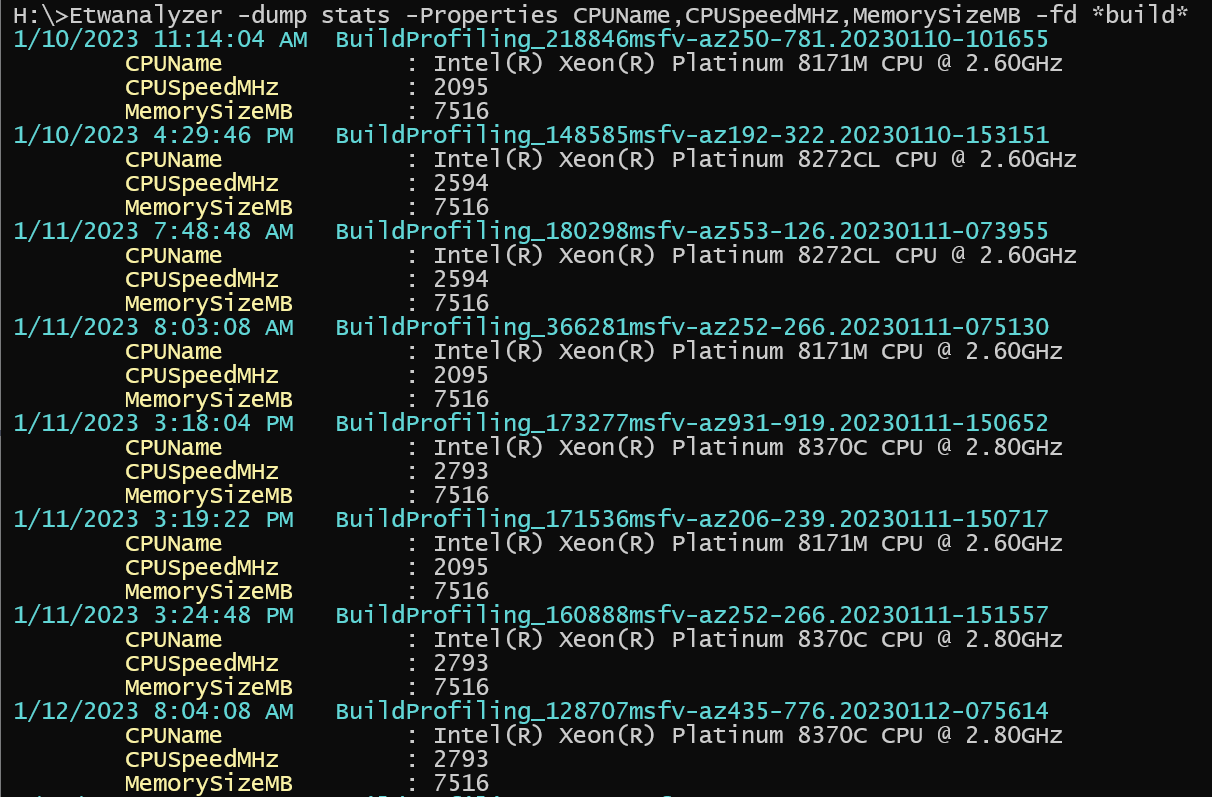 H:\>Etwanalyzer -dump stats -Properties CPUName,CPUSpeedMHz,MemorySizeMB -fd *build*
1/10/2023 11:14:04 AM BuildProfiling_218846msfv-az250-781.20230110-101655
CPUName : Intel(R) Xeon(R) Platinum 8171M CPU @ 2.60GHz
CPUSpeedMHz : 2095
MemorySizeMB : 7516
1/10/2023 4:29:46 PM BuildProfiling_148585msfv-az192-322.20230110-153151
CPUName : Intel(R) Xeon(R) Platinum 8272CL CPU @ 2.60GHz
CPUSpeedMHz : 2594
MemorySizeMB : 7516
1/11/2023 7:48:48 AM BuildProfiling_180298msfv-az553-126.20230111-073955
CPUName : Intel(R) Xeon(R) Platinum 8272CL CPU @ 2.60GHz
CPUSpeedMHz : 2594
MemorySizeMB : 7516
1/11/2023 8:03:08 AM BuildProfiling_366281msfv-az252-266.20230111-075130
CPUName : Intel(R) Xeon(R) Platinum 8171M CPU @ 2.60GHz
CPUSpeedMHz : 2095
MemorySizeMB : 7516
1/11/2023 3:18:04 PM BuildProfiling_173277msfv-az931-919.20230111-150652
CPUName : Intel(R) Xeon(R) Platinum 8370C CPU @ 2.80GHz
CPUSpeedMHz : 2793
MemorySizeMB : 7516
1/11/2023 3:19:22 PM BuildProfiling_171536msfv-az206-239.20230111-150717
CPUName : Intel(R) Xeon(R) Platinum 8171M CPU @ 2.60GHz
CPUSpeedMHz : 2095
MemorySizeMB : 7516
1/11/2023 3:24:48 PM BuildProfiling_160888msfv-az252-266.20230111-151557
CPUName : Intel(R) Xeon(R) Platinum 8370C CPU @ 2.80GHz
CPUSpeedMHz : 2793
MemorySizeMB : 7516
1/12/2023 8:04:08 AM BuildProfiling_128707msfv-az435-776.20230112-075614
CPUName : Intel(R) Xeon(R) Platinum 8370C CPU @ 2.80GHz
CPUSpeedMHz : 2793
MemorySizeMB : 7516